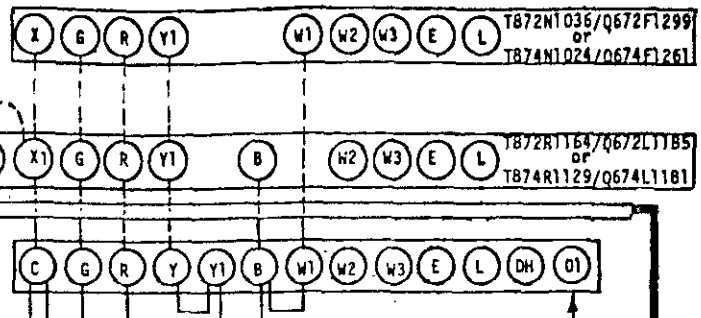 X G R Y1 W1 W2 W3 E L T872N1036/Q672F1299
or
T874N1024/Q674F1261
X1 G R Y1 B W2 W3 E L T872R1164/Q672L1185
or
T874R1129/Q674L1181
C G R Y Y1 B W1 W2 W3 E L DH O1